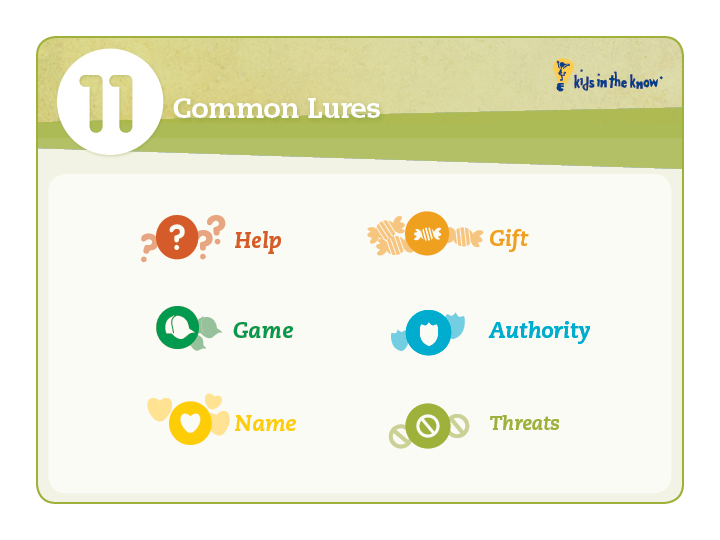 11
Common Lures
kids in the know
Help
Gift
Game
Authority
Name
Threats